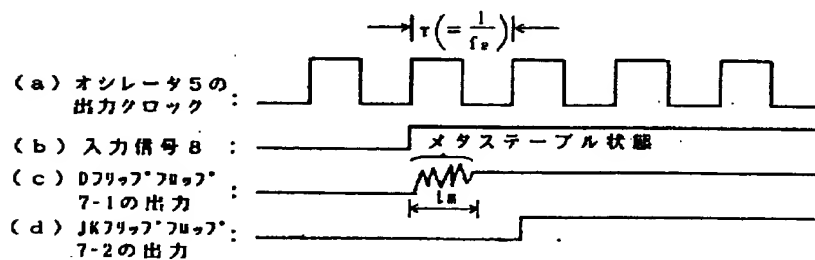 τ(=1/fs)
(a) オシレータ5の
出力クロック :
(b) 入力信号8 :
メタステーブル状態
(c) Dフリップフロップ
7-1の出力 :
tm
(d) JKフリップフロップ
7-2の出力 :